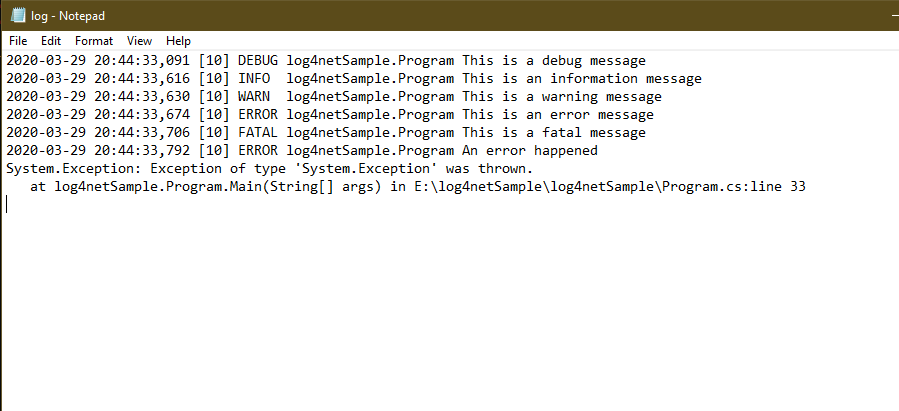 log - Notepad
File Edit Format View Help
2020-03-29 20:44:33,091 [10] DEBUG log4netSample.Program This is a debug message
2020-03-29 20:44:33,616 [10] INFO  log4netSample.Program This is an information message
2020-03-29 20:44:33,630 [10] WARN  log4netSample.Program This is a warning message
2020-03-29 20:44:33,674 [10] ERROR log4netSample.Program This is an error message
2020-03-29 20:44:33,706 [10] FATAL log4netSample.Program This is a fatal message
2020-03-29 20:44:33,792 [10] ERROR log4netSample.Program An error happened
System.Exception: Exception of type 'System.Exception' was thrown.
   at log4netSample.Program.Main(String[] args) in E:\log4netSample\log4netSample\Program.cs:line 33